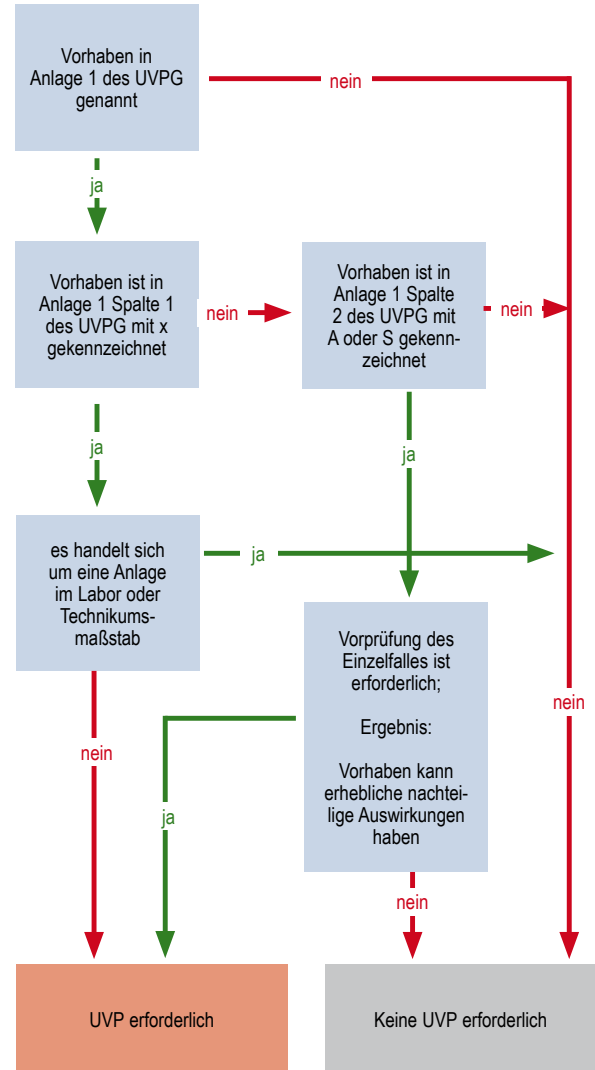 Vorhaben in
Anlage 1 des UVPG
genannt
nein
ja
Vorhaben ist in
Anlage 1 Spalte 1
des UVPG mit x
gekennzeichnet
nein
Vorhaben ist in
Anlage 1 Spalte
2 des UVPG mit
A oder S gekenn-
zeichnet
nein
ja
ja
es handelt sich
um eine Anlage
im Labor oder
Technikums-
maßstab
ja
Vorprüfung des
Einzelfalles ist
erforderlich;
Ergebnis:
Vorhaben kann
erhebliche nachtei-
lige Auswirkungen
haben
nein
nein
ja
nein
UVP erforderlich
Keine UVP erforderlich